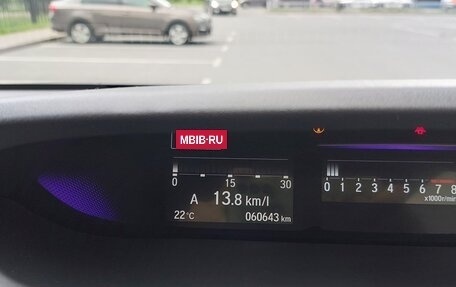 MBIB-RU
0 15 30
A 13.8 km/l
22°C 060643 km
0 1 2 3 4 5 6 7 8
x1000r/min